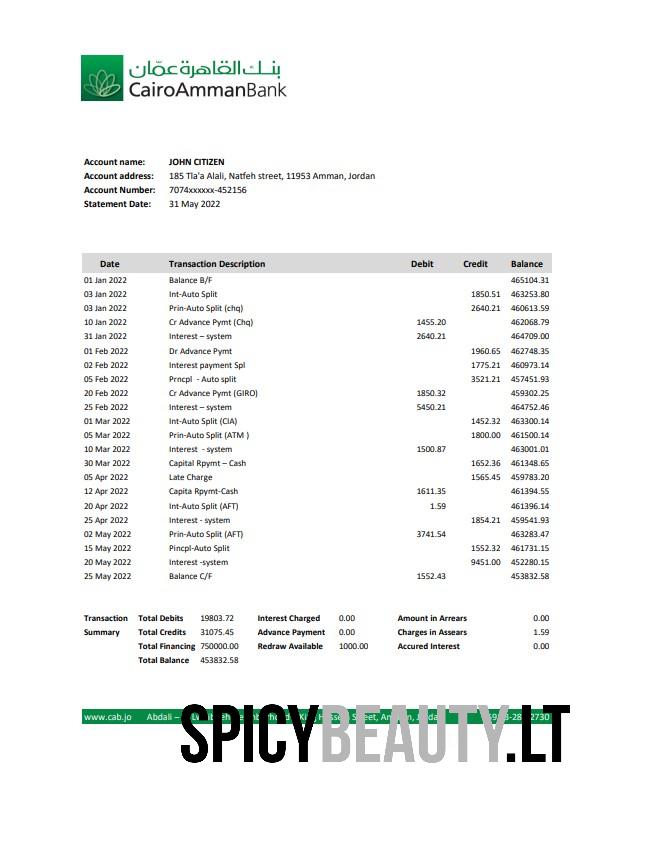 بنك القاهرة عمّان
CairoAmmanBank
Account name: JOHN CITIZEN
Account address: 185 Tla'a Alali, Natfeh street, 11953 Amman, Jordan
Account Number: 7074xxxxxx-452156
Statement Date: 31 May 2022
Date Transaction Description Debit Credit Balance
01 Jan 2022 Balance B/F 465104.31
03 Jan 2022 Int-Auto Split 1850.51 463253.80
03 Jan 2022 Prin-Auto Split (chq) 2640.21 460613.59
10 Jan 2022 Cr Advance Pymt (Chq) 1455.20 462068.79
31 Jan 2022 Interest – system 2640.21 464709.00
01 Feb 2022 Dr Advance Pymt 1960.65 462748.35
02 Feb 2022 Interest payment Spl 1775.21 460973.14
05 Feb 2022 Prncpl - Auto split 3521.21 457451.93
20 Feb 2022 Cr Advance Pymt (GIRO) 1850.32 459302.25
25 Feb 2022 Interest – system 5450.21 464752.46
01 Mar 2022 Int-Auto Split (CIA) 1452.32 463300.14
05 Mar 2022 Prin-Auto Split (ATM ) 1800.00 461500.14
10 Mar 2022 Interest - system 1500.87 463001.01
30 Mar 2022 Capital Rpymt – Cash 1652.36 461348.65
05 Apr 2022 Late Charge 1565.45 459783.20
12 Apr 2022 Capita Rpymt-Cash 1611.35 461394.55
20 Apr 2022 Int-Auto Split (AFT) 1.59 461396.14
25 Apr 2022 Interest - system 1854.21 459541.93
02 May 2022 Prin-Auto Split (AFT) 3741.54 463283.47
15 May 2022 Pincpl-Auto Split 1552.32 461731.15
20 May 2022 Interest -system 9451.00 452280.15
25 May 2022 Balance C/F 1552.43 453832.58
Transaction Total Debits 19803.72 Interest Charged 0.00 Amount in Arrears 0.00
Summary Total Credits 31075.45 Advance Payment 0.00 Charges in Assears 1.59
Total Financing 750000.00 Redraw Available 1000.00 Accured Interest 0.00
Total Balance 453832.58
www.cab.jo Abdali –
SPICYBEAUTY.LT